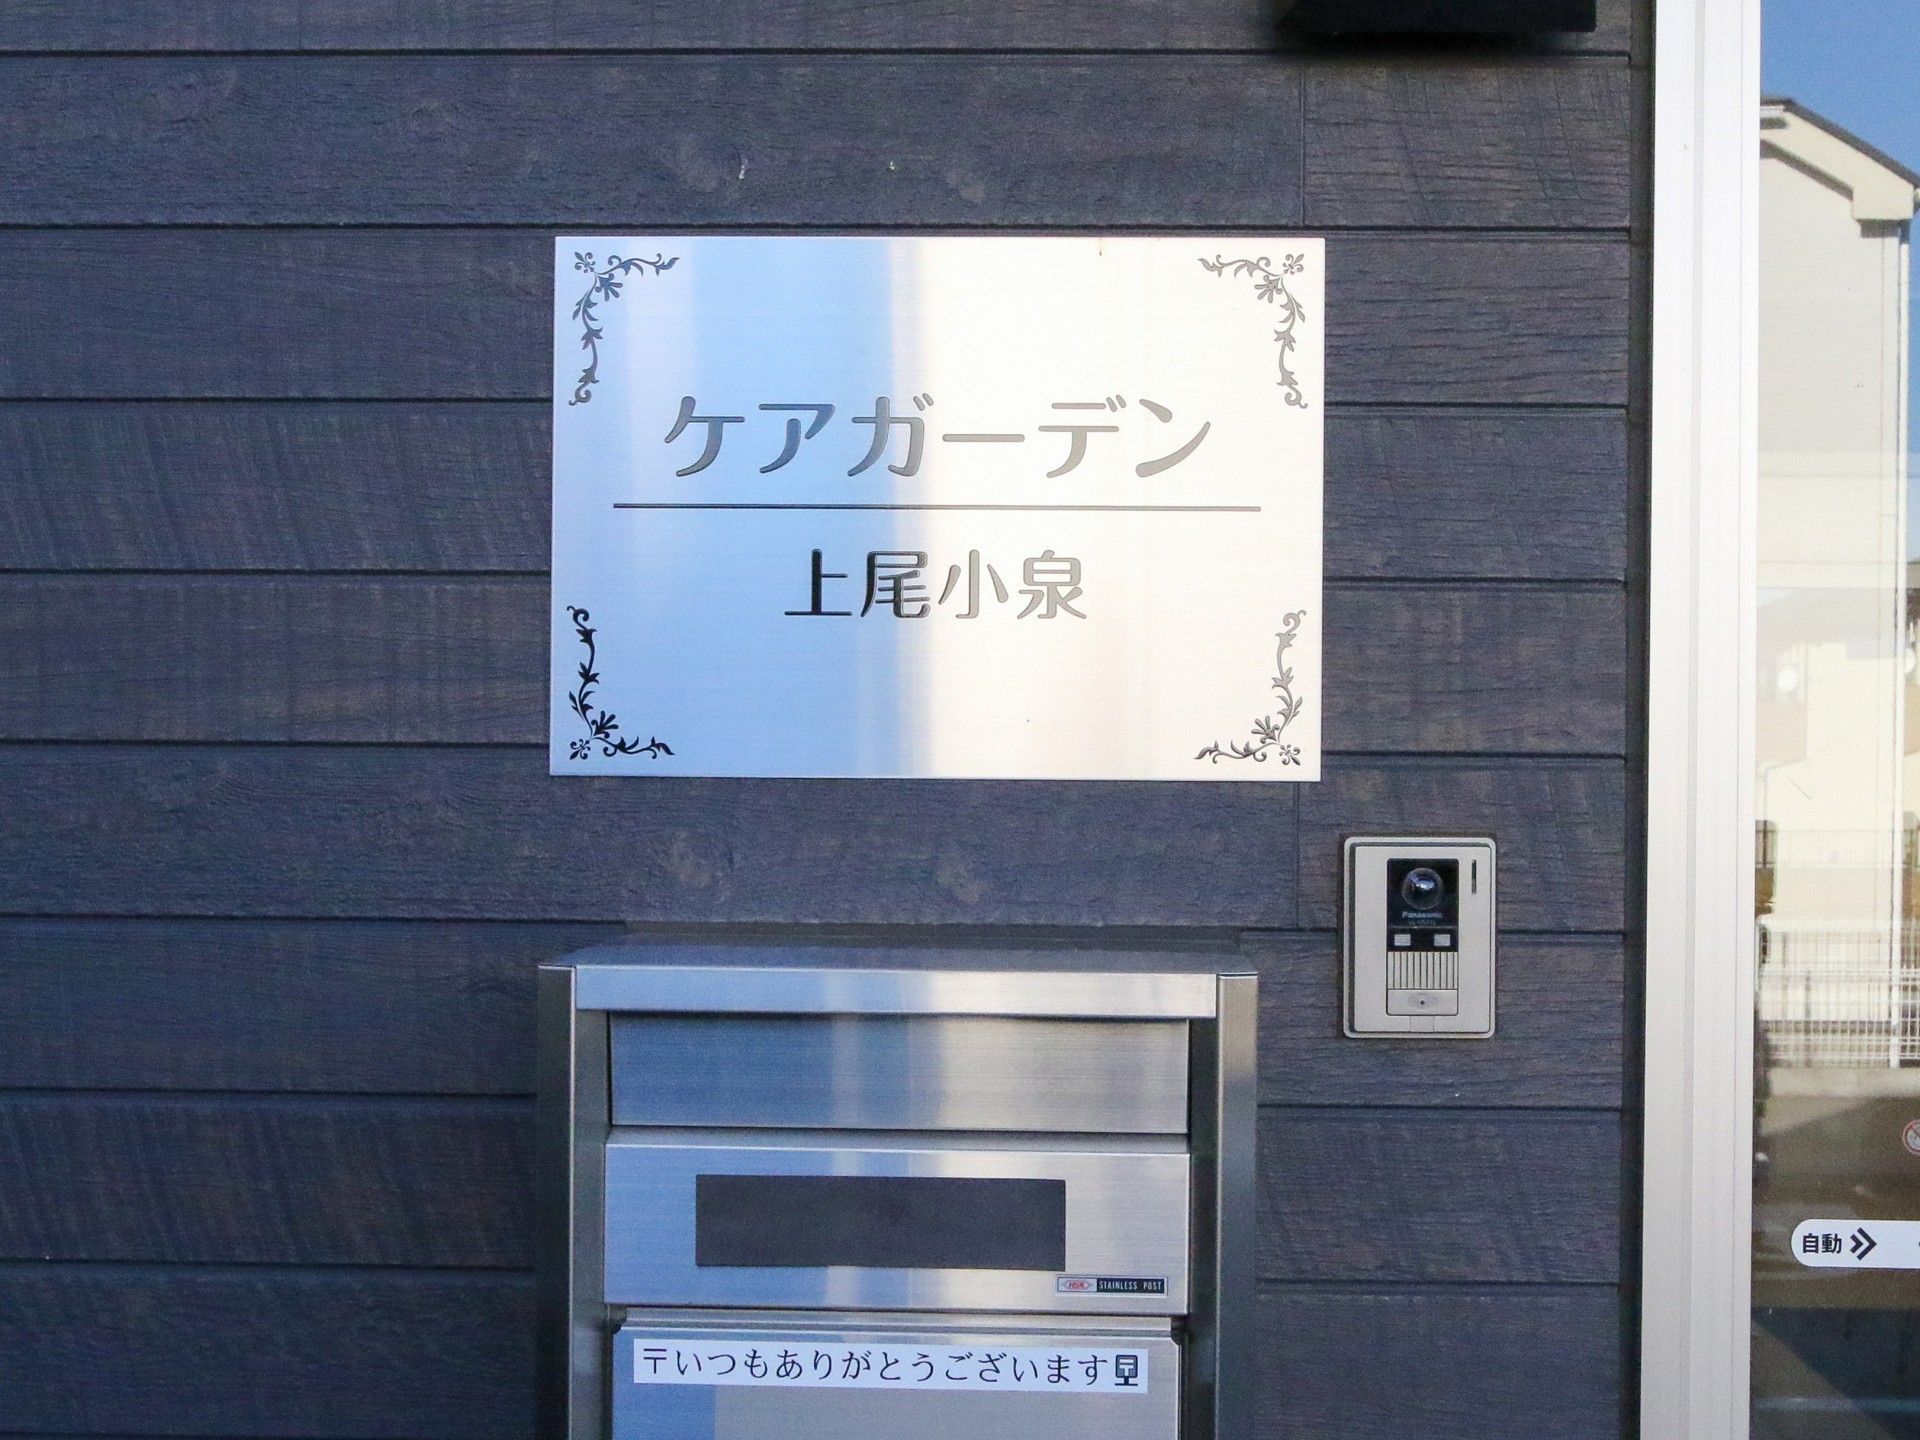 ケアガーデン
上尾小泉
Panasonic
自動
STAINLESS POST
〒いつもありがとうございます